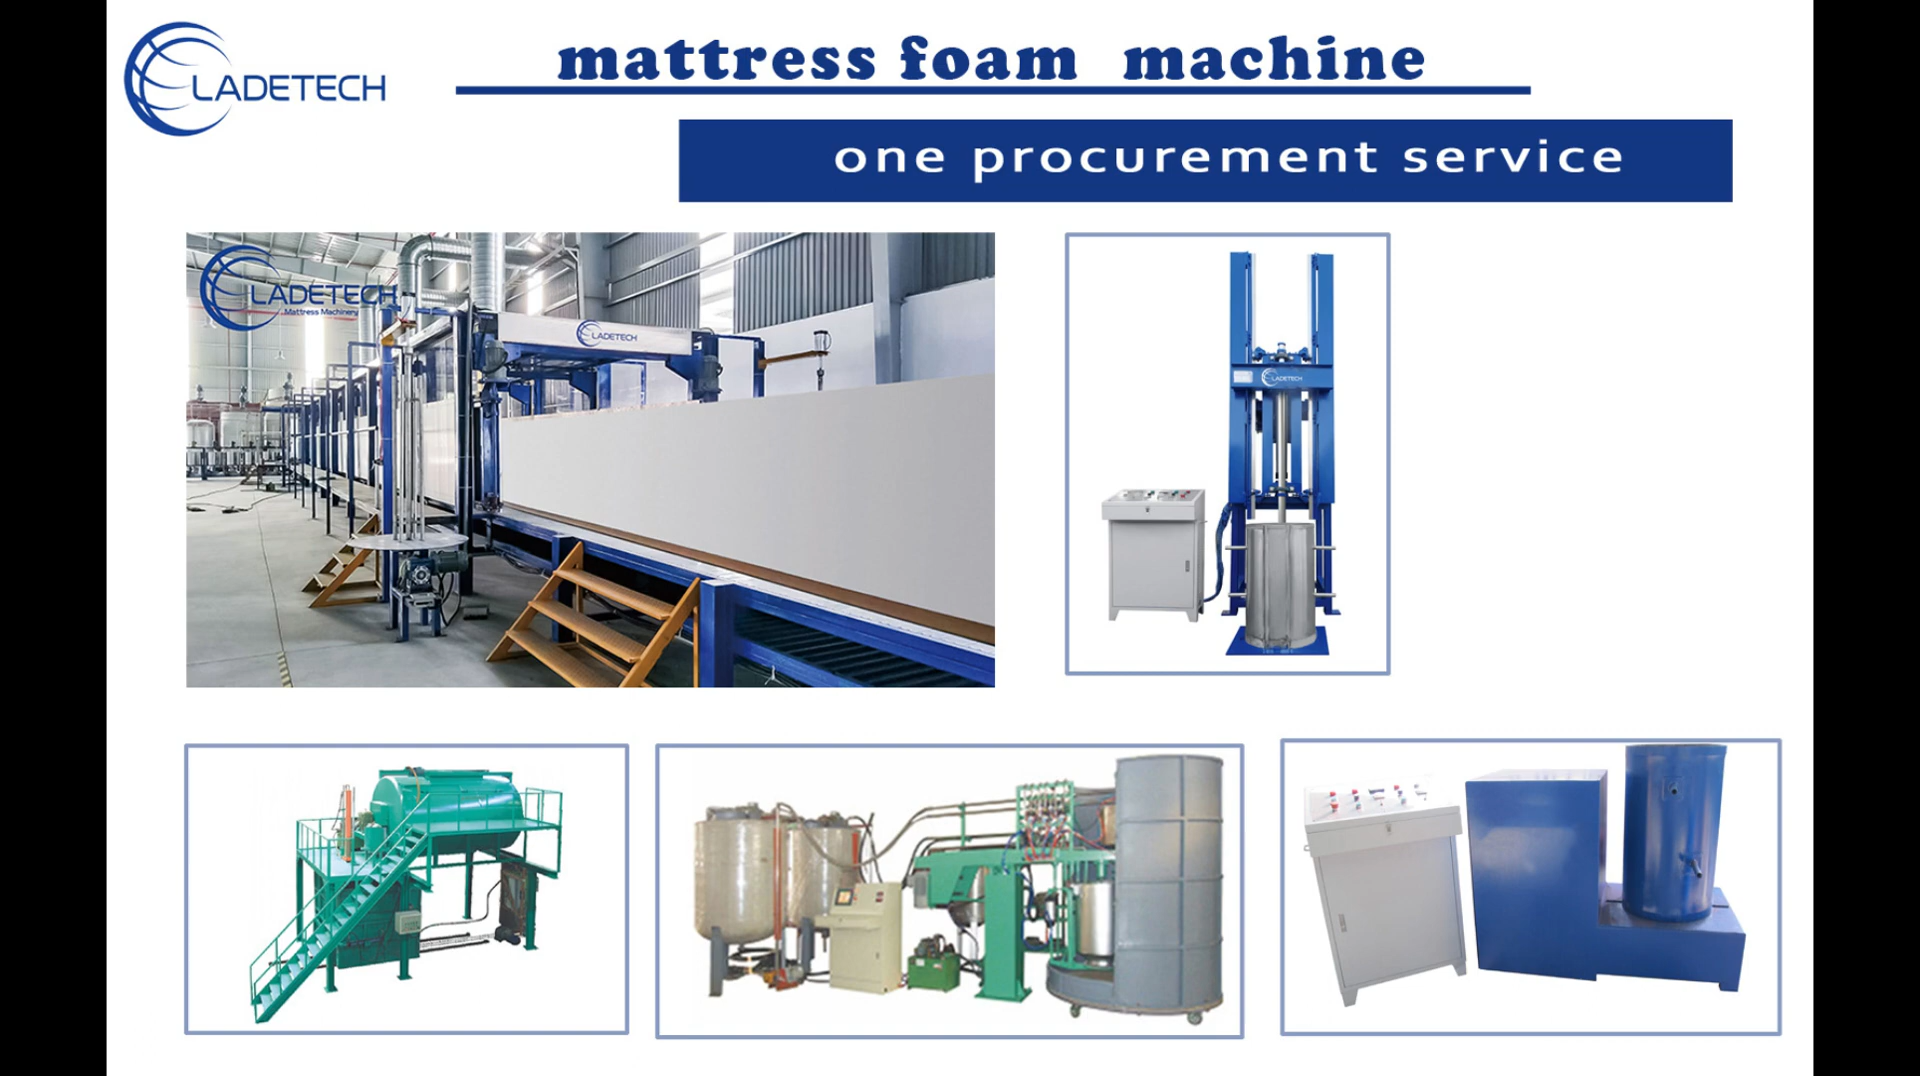 LADETECH
mattress foam machine
one procurement service
LADETECH
Mattress Machinery
LADETECH
LADETECH